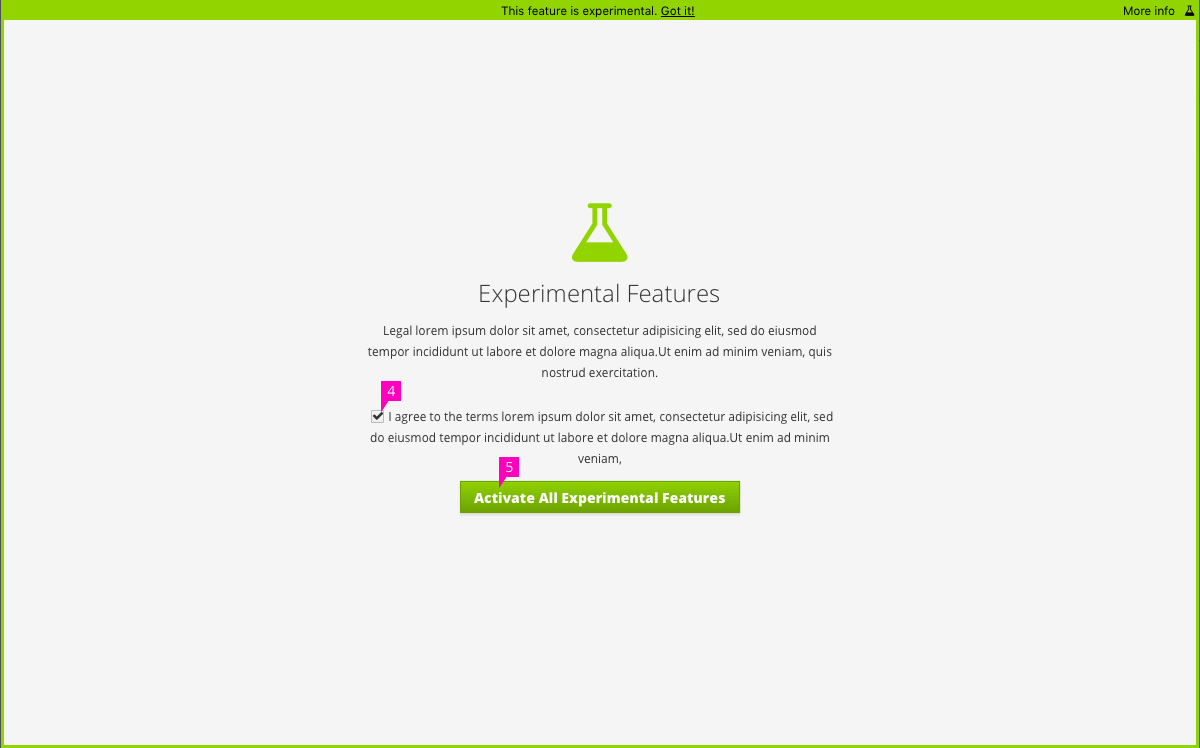 This feature is experimental. Got it!
More info
Experimental Features
Legal lorem ipsum dolor sit amet, consectetur adipisicing elit, sed do eiusmod
tempor incididunt ut labore et dolore magna aliqua.Ut enim ad minim veniam, quis
nostrud exercitation.
4
I agree to the terms lorem ipsum dolor sit amet, consectetur adipisicing elit, sed
do eiusmod tempor incididunt ut labore et dolore magna aliqua.Ut enim ad minim
veniam,
5
Activate All Experimental Features